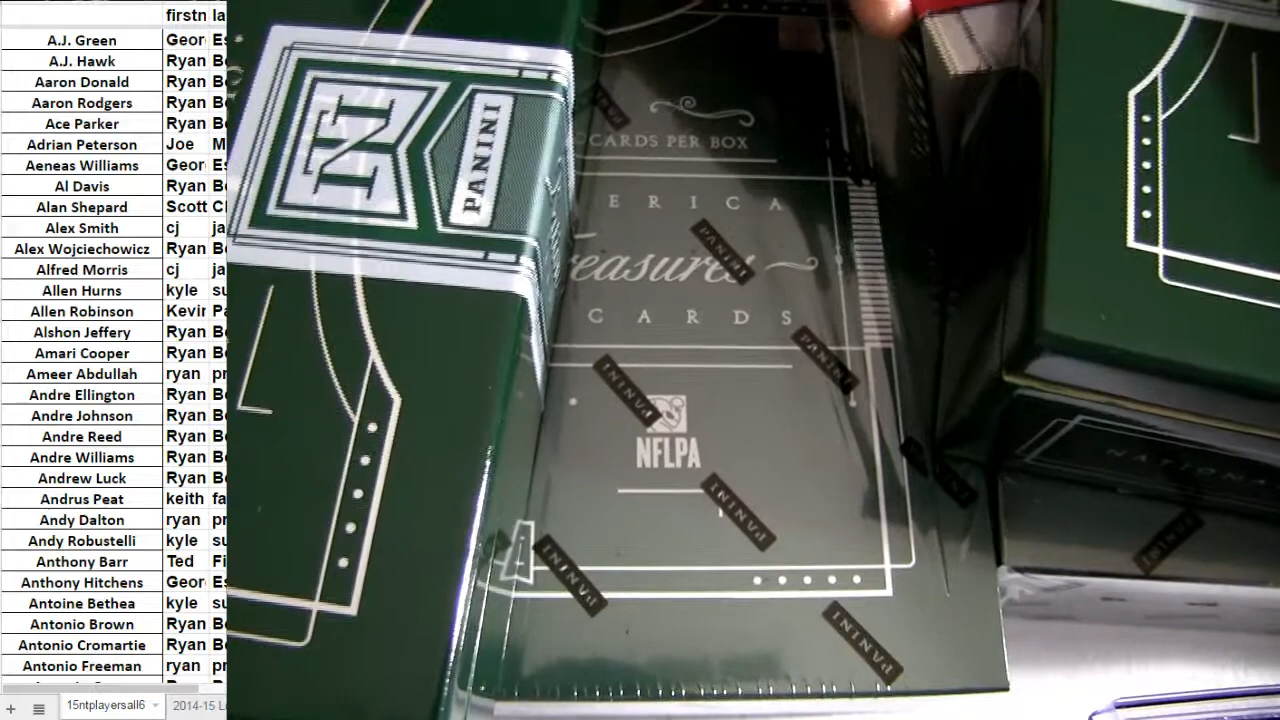 firstn la
A.J. Green Geor Es
A.J. Hawk Ryan Be
Aaron Donald Ryan Be
Aaron Rodgers Ryan Be
Ace Parker Ryan Be
Adrian Peterson Joe M
Aeneas Williams Geor Es
Al Davis Ryan Be
Alan Shepard Scott Cl
Alex Smith cj ja
Alex Wojciechowicz Ryan Be
Alfred Morris cj ja
Allen Hurns kyle su
Allen Robinson Kevin Pa
Alshon Jeffery Ryan Be
Amari Cooper Ryan Be
Ameer Abdullah ryan pr
Andre Ellington Ryan Be
Andre Johnson Ryan Be
Andre Reed Ryan Be
Andre Williams Ryan Be
Andrew Luck Ryan Be
Andrus Peat keith fa
Andy Dalton ryan pr
Andy Robustelli kyle su
Anthony Barr Ted Fi
Anthony Hitchens Geor Es
Antoine Bethea kyle su
Antonio Brown Ryan Be
Antonio Cromartie Ryan Be
Antonio Freeman ryan pr
15ntplayersall6 2014-15 L
NT
PANINI
CARDS PER BOX
ERICA
reasures
CARDS
NFLPA
PANINI
PANINI
PANINI
PANINI
PANINI
PANINI
NATIONA
PANINI